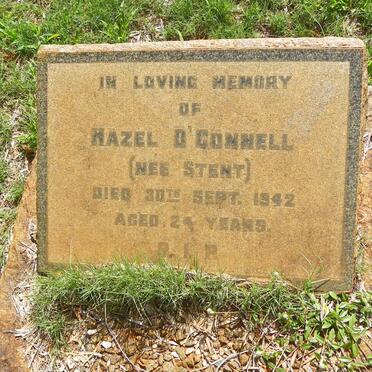 IN LOVING MEMORY
OF
HAZEL O'CONNELL
(NEE STENT)
DIED 30TH SEPT. 1942
AGED 24 YEARS.
R.I.P.